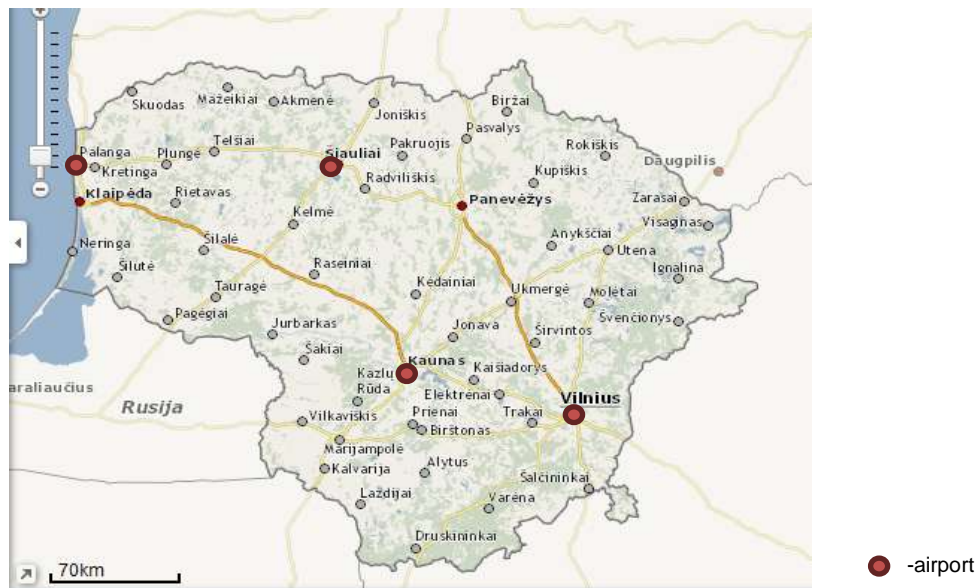 Skuodas
Mažeikiai
Akmenė
Joniškis
Biržai
Pasvalys
Palanga
Kretinga
Plungė
Telšiai
Šiauliai
Pakruojis
Radviliškis
Rokiškis
Kupiškis
Daugpilis
Klaipėda
Rietavas
Kelmė
Panevėžys
Zarasai
Visaginas
Neringa
Šilalė
Šilutė
Raseiniai
Anykščiai
Utena
Ignalina
Tauragė
Kėdainiai
Ukmergė
Molėtai
Pagėgiai
Jurbarkas
Jonava
Širvintos
Švenčionys
Šakiai
Kaunas
Kazlų
Rūda
Kaišiadorys
araliaučius
Rusija
Elektrėnai
Vilnius
Vilkaviškis
Prienai
Birštonas
Trakai
Marijampolė
Kalvarija
Alytus
Šalčininkai
Lazdijai
Varėna
Druskininkai
70km
-airport